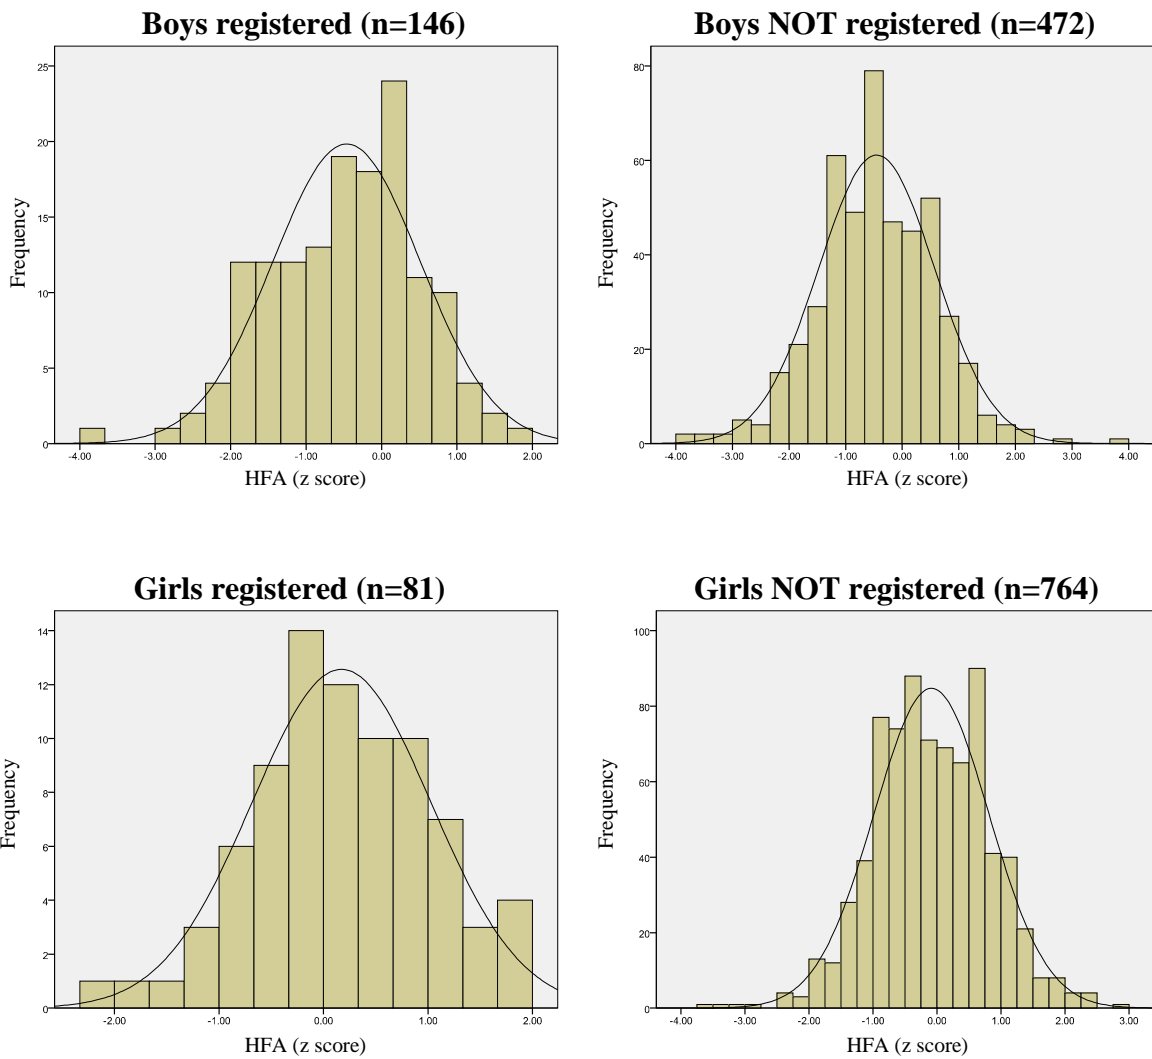 Boys registered (n=146)
25
20
15
10
5
0
Frequency
-4.00 -3.00 -2.00 -1.00 0.00 1.00 2.00
HFA (z score)
Boys NOT registered (n=472)
80
60
40
20
0
Frequency
-4.00 -3.00 -2.00 -1.00 0.00 1.00 2.00 3.00 4.00
HFA (z score)
Girls registered (n=81)
14
12
10
8
6
4
2
0
Frequency
-2.00 -1.00 0.00 1.00 2.00
HFA (z score)
Girls NOT registered (n=764)
100
80
60
40
20
0
Frequency
-4.00 -3.00 -2.00 -1.00 0.00 1.00 2.00 3.00
HFA (z score)